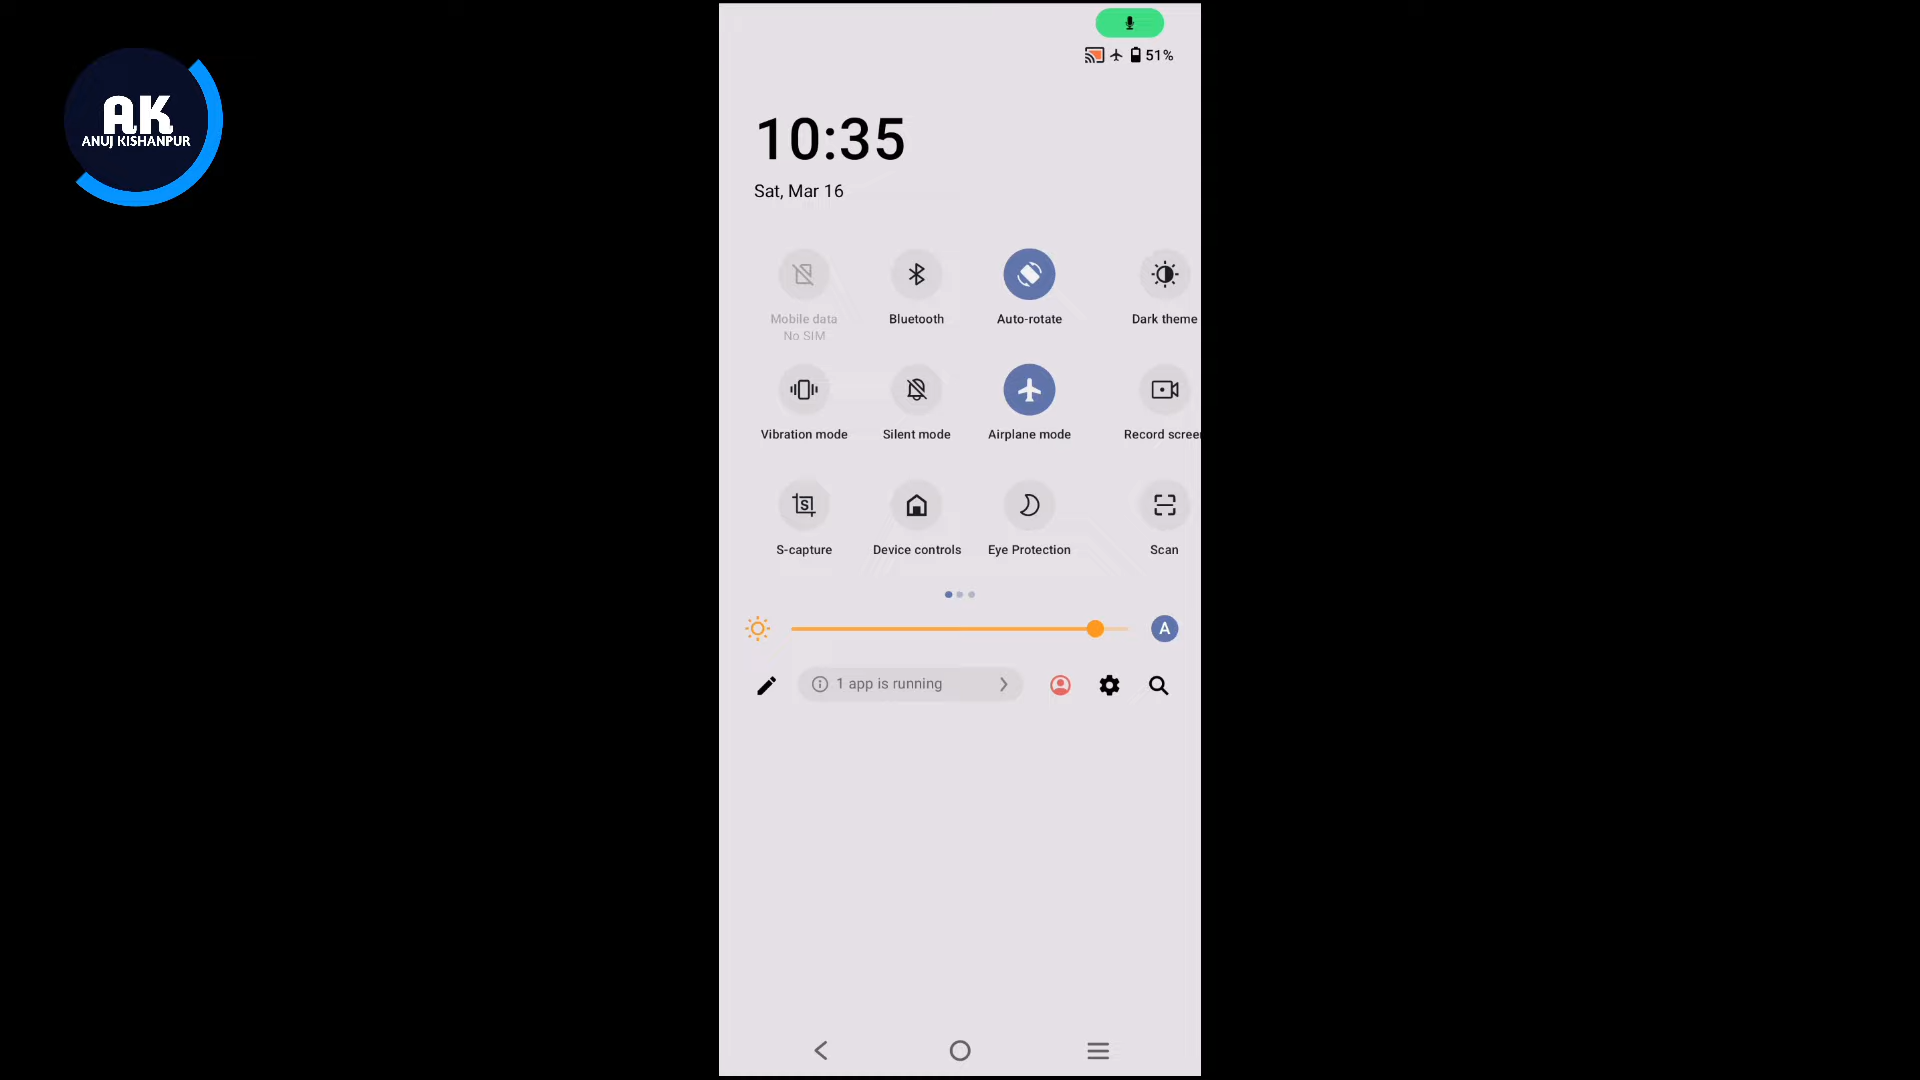 AK
ANUJ KISHANPUR
51%
10:35
Sat, Mar 16
Mobile data
No SIM
Bluetooth
Auto-rotate
Dark theme
Vibration mode
Silent mode
Airplane mode
Record scree
S-capture
Device controls
Eye Protection
Scan
A
1 app is running